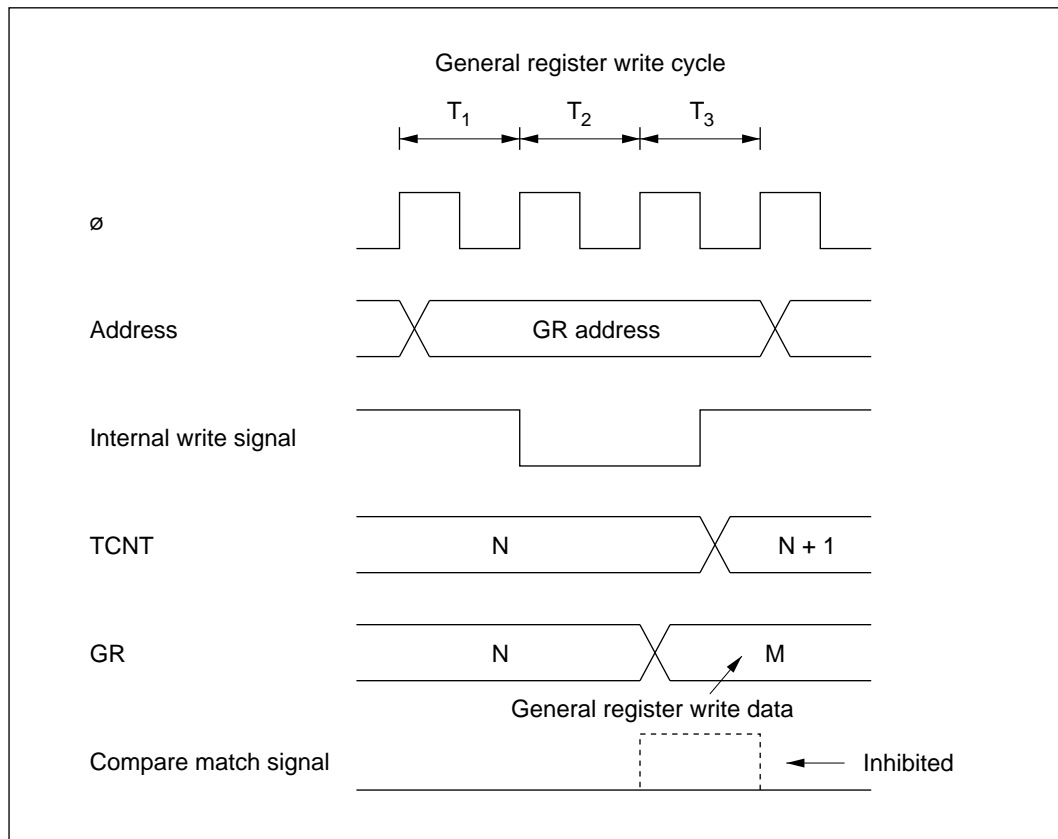 General register write cycle
T1 T2 T3
ø
Address GR address
Internal write signal
TCNT N N + 1
GR N M
General register write data
Compare match signal Inhibited